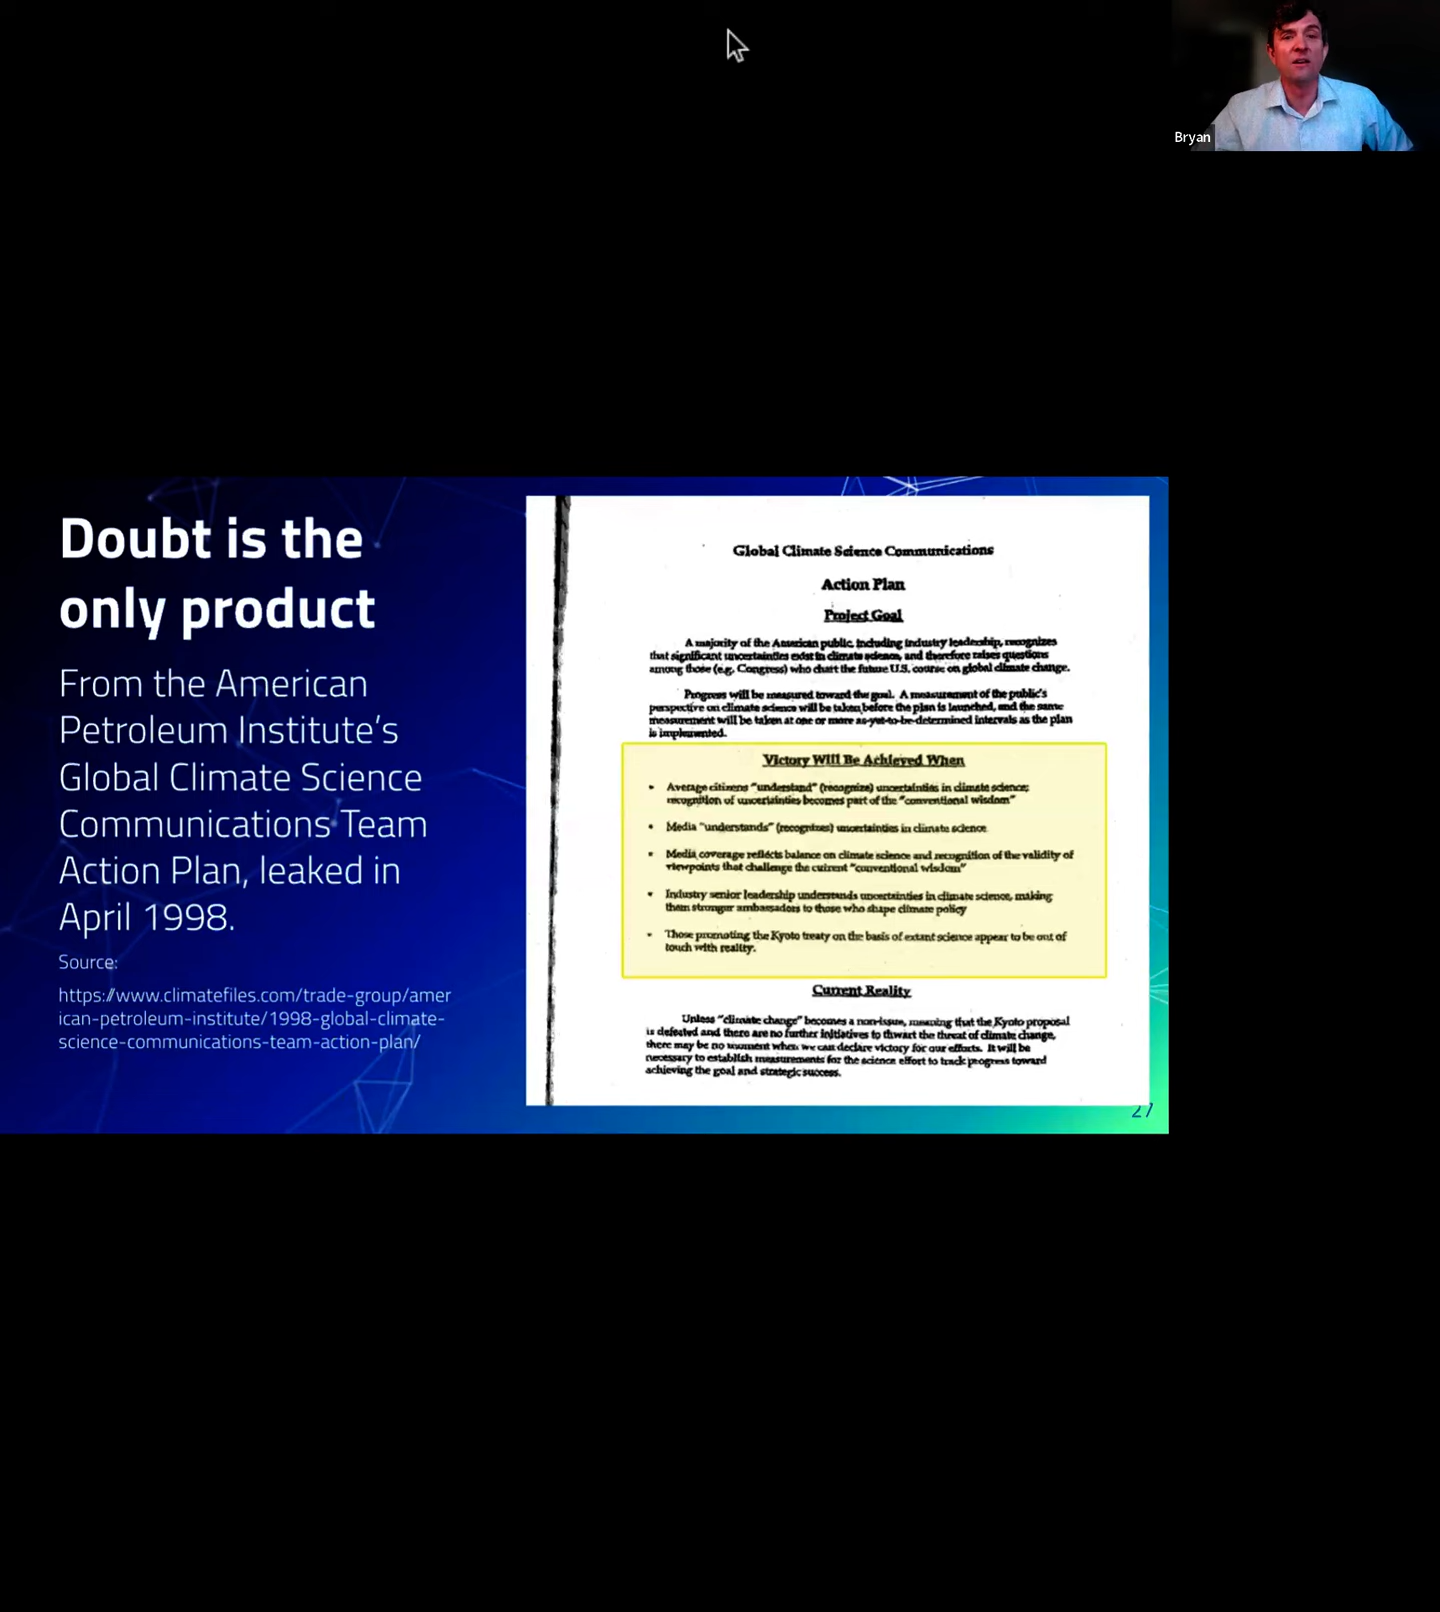 Bryan
Doubt is the
only product
From the American
Petroleum Institute’s
Global Climate Science
Communications Team
Action Plan, leaked in
April 1998.
Source:
https://www.climatefiles.com/trade-group/amer
ican-petroleum-institute/1998-global-climate-
science-communications-team-action-plan/
Global Climate Science Communications
Action Plan
Project Goal
A majority of the American public, including industry leadership, recognizes
that significant uncertainties exist in climate science, and therefore raises questions
among those (e.g. Congress) who chart the future U.S. course on global climate change.
Progress will be measured toward the goal. A measurement of the public's
perspective on climate science will be taken before the plan is launched, and the same
measurement will be taken at one or more as-yet-to-be-determined intervals as the plan
is implemented.
Victory Will Be Achieved When
• Average citizens "understand" (recognize) uncertainties in climate science;
recognition of uncertainties becomes part of the "conventional wisdom"
• Media "understands" (recognizes) uncertainties in climate science
• Media coverage reflects balance on climate science and recognition of the validity of
viewpoints that challenge the current "conventional wisdom"
• Industry senior leadership understands uncertainties in climate science, making
them stronger ambassadors to those who shape climate policy
• Those promoting the Kyoto treaty on the basis of extant science appear to be out of
touch with reality.
Current Reality
Unless "climate change" becomes a non-issue, meaning that the Kyoto proposal
is defeated and there are no further initiatives to thwart the threat of climate change,
there may be no moment when we can declare victory for our efforts. It will be
necessary to establish measurements for the science effort to track progress toward
achieving the goal and strategic success.
27